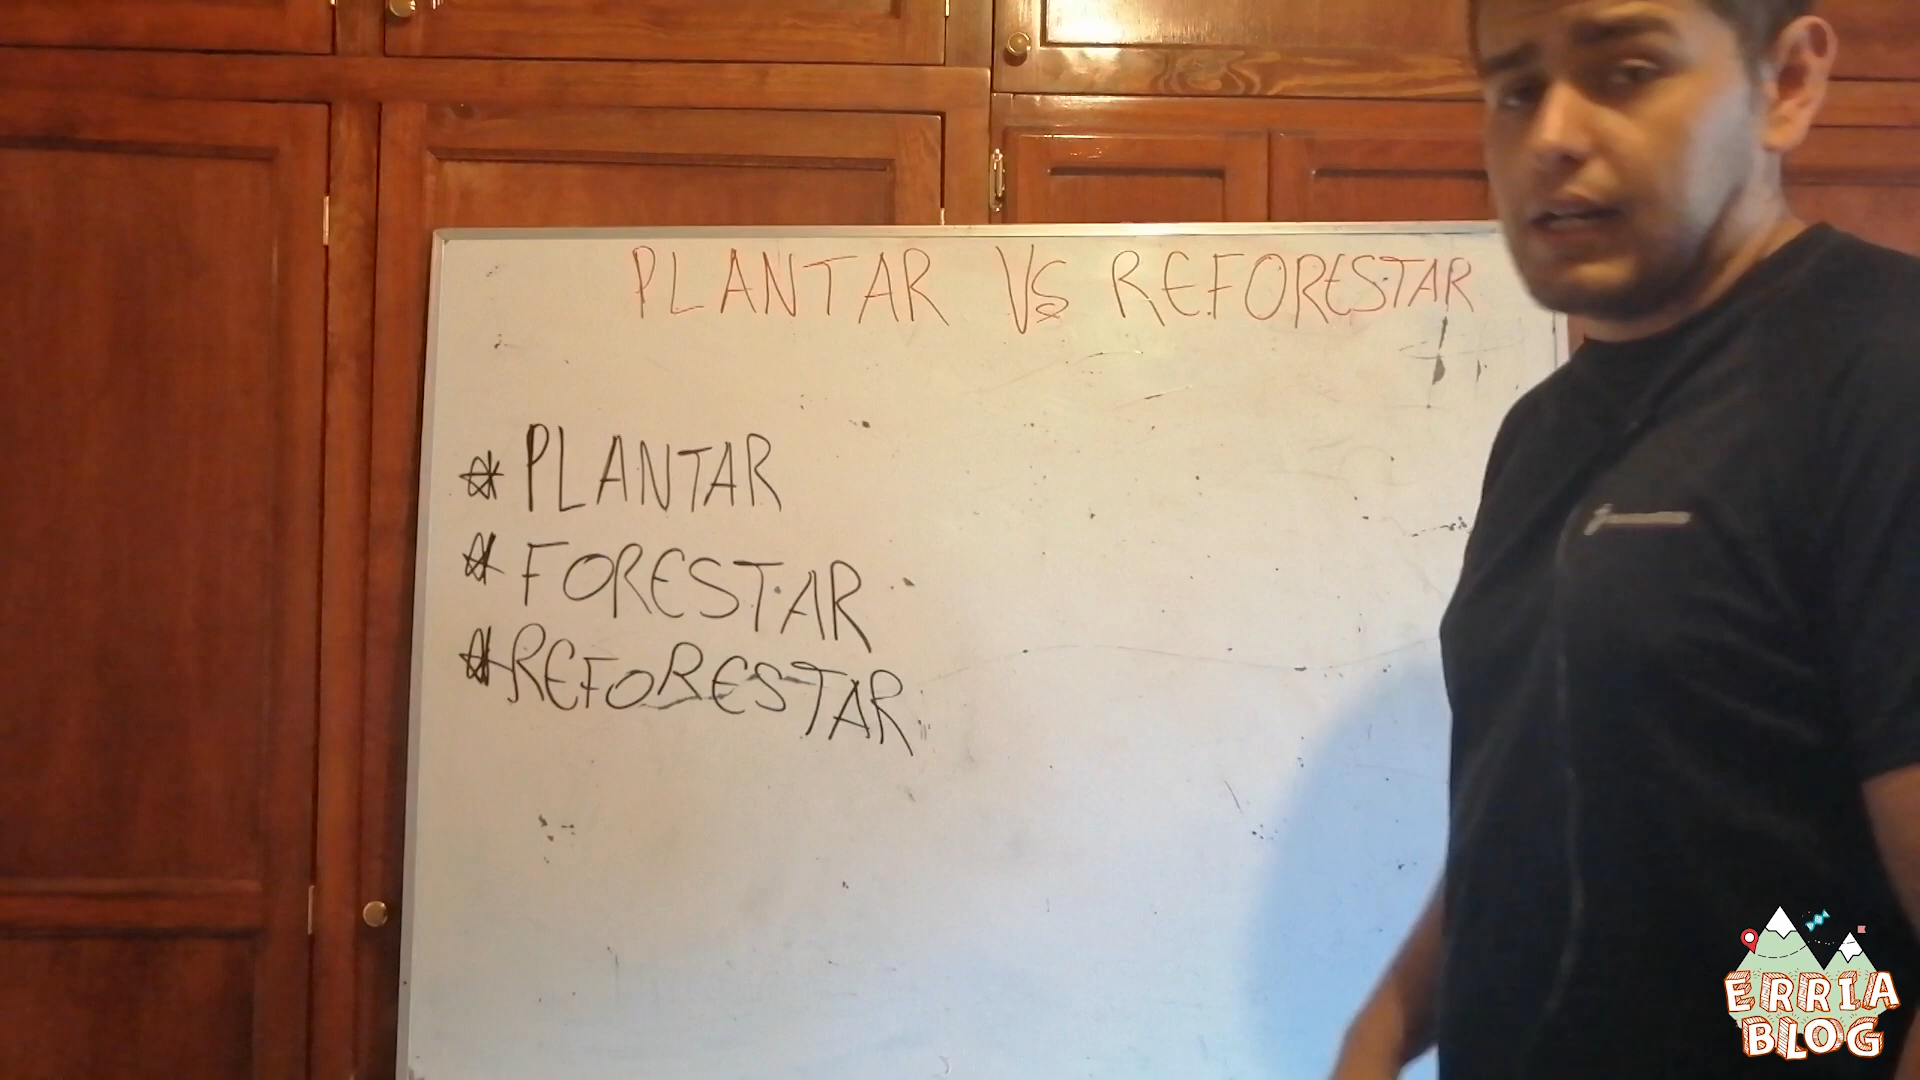 PLANTAR VS REFORESTAR
* PLANTAR
* FORESTAR
* REFORESTAR
ERRIA
BLOG